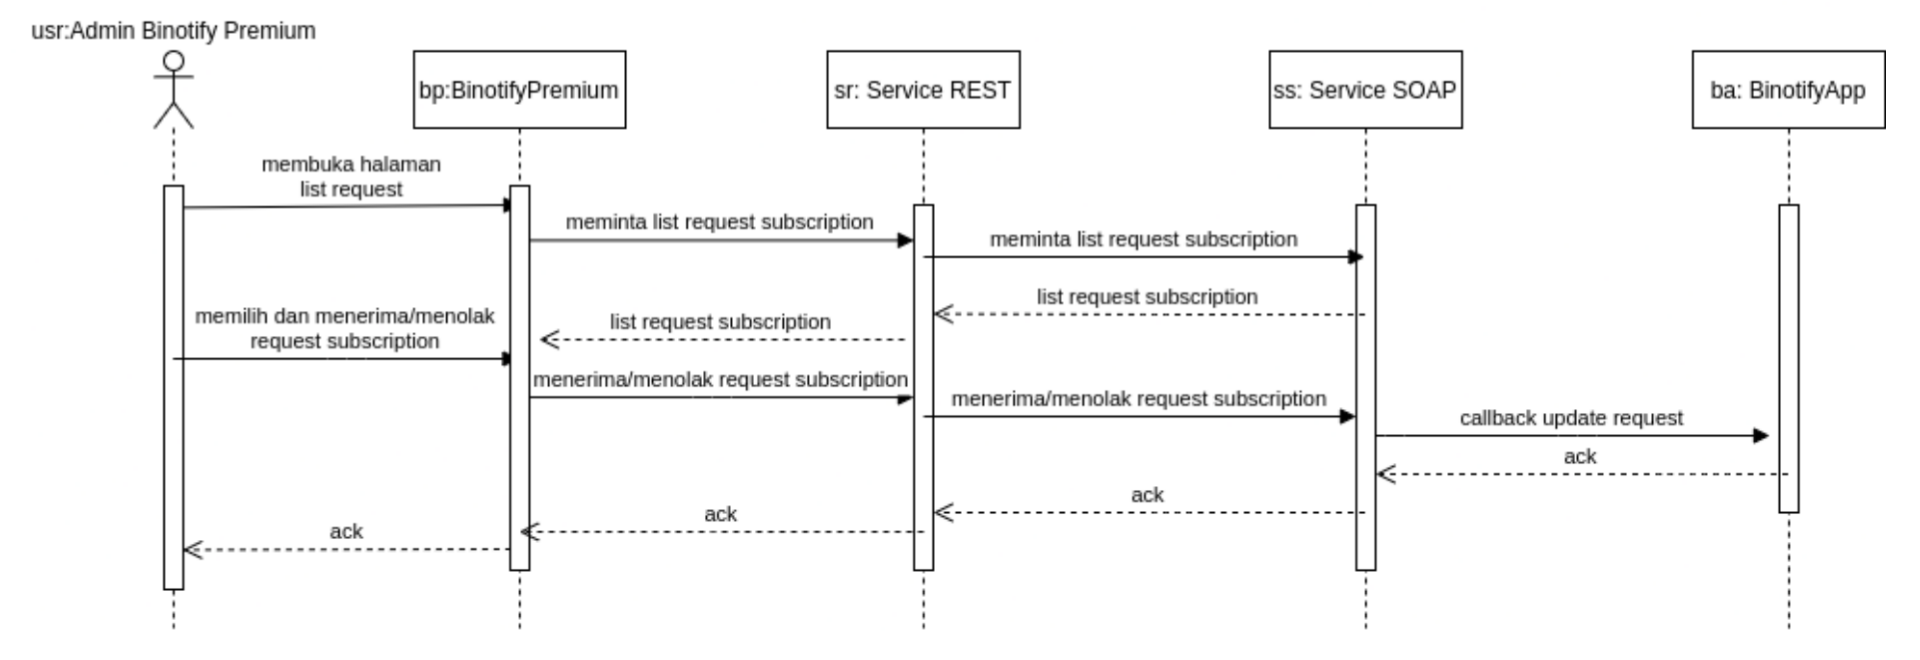 usr:Admin Binotify Premium
bp:BinotifyPremium
sr: Service REST
ss: Service SOAP
ba: BinotifyApp
membuka halaman
list request
meminta list request subscription
meminta list request subscription
list request subscription
memilih dan menerima/menolak
request subscription
list request subscription
menerima/menolak request subscription
menerima/menolak request subscription
callback update request
ack
ack
ack
ack